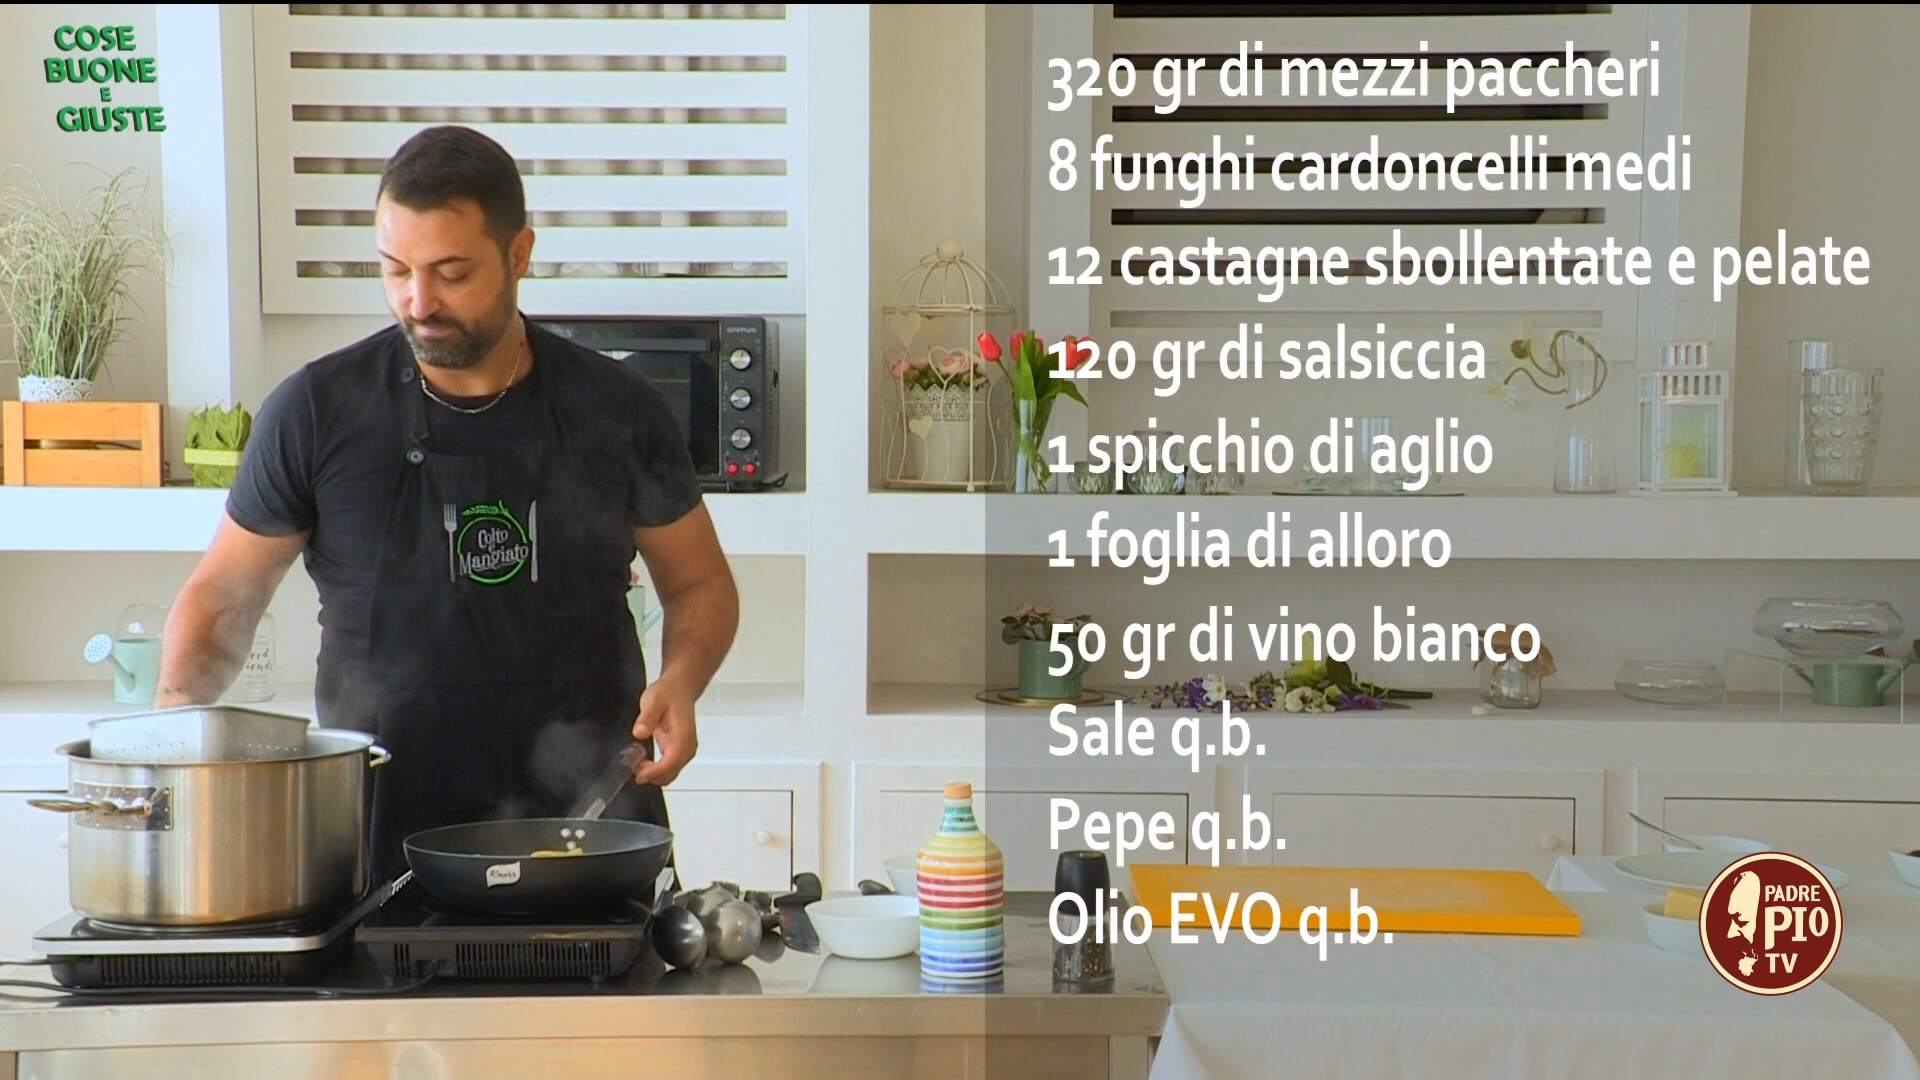 COSE
BUONE
E
GIUSTE
320 gr di mezzi paccheri
8 funghi cardoncelli medi
12 castagne sbollentate e pelate
120 gr di salsiccia
1 spicchio di aglio
1 foglia di alloro
50 gr di vino bianco
Sale q.b.
Pepe q.b.
Olio EVO q.b.
Colto
Mangiato
Knorr
PADRE
PIO
TV